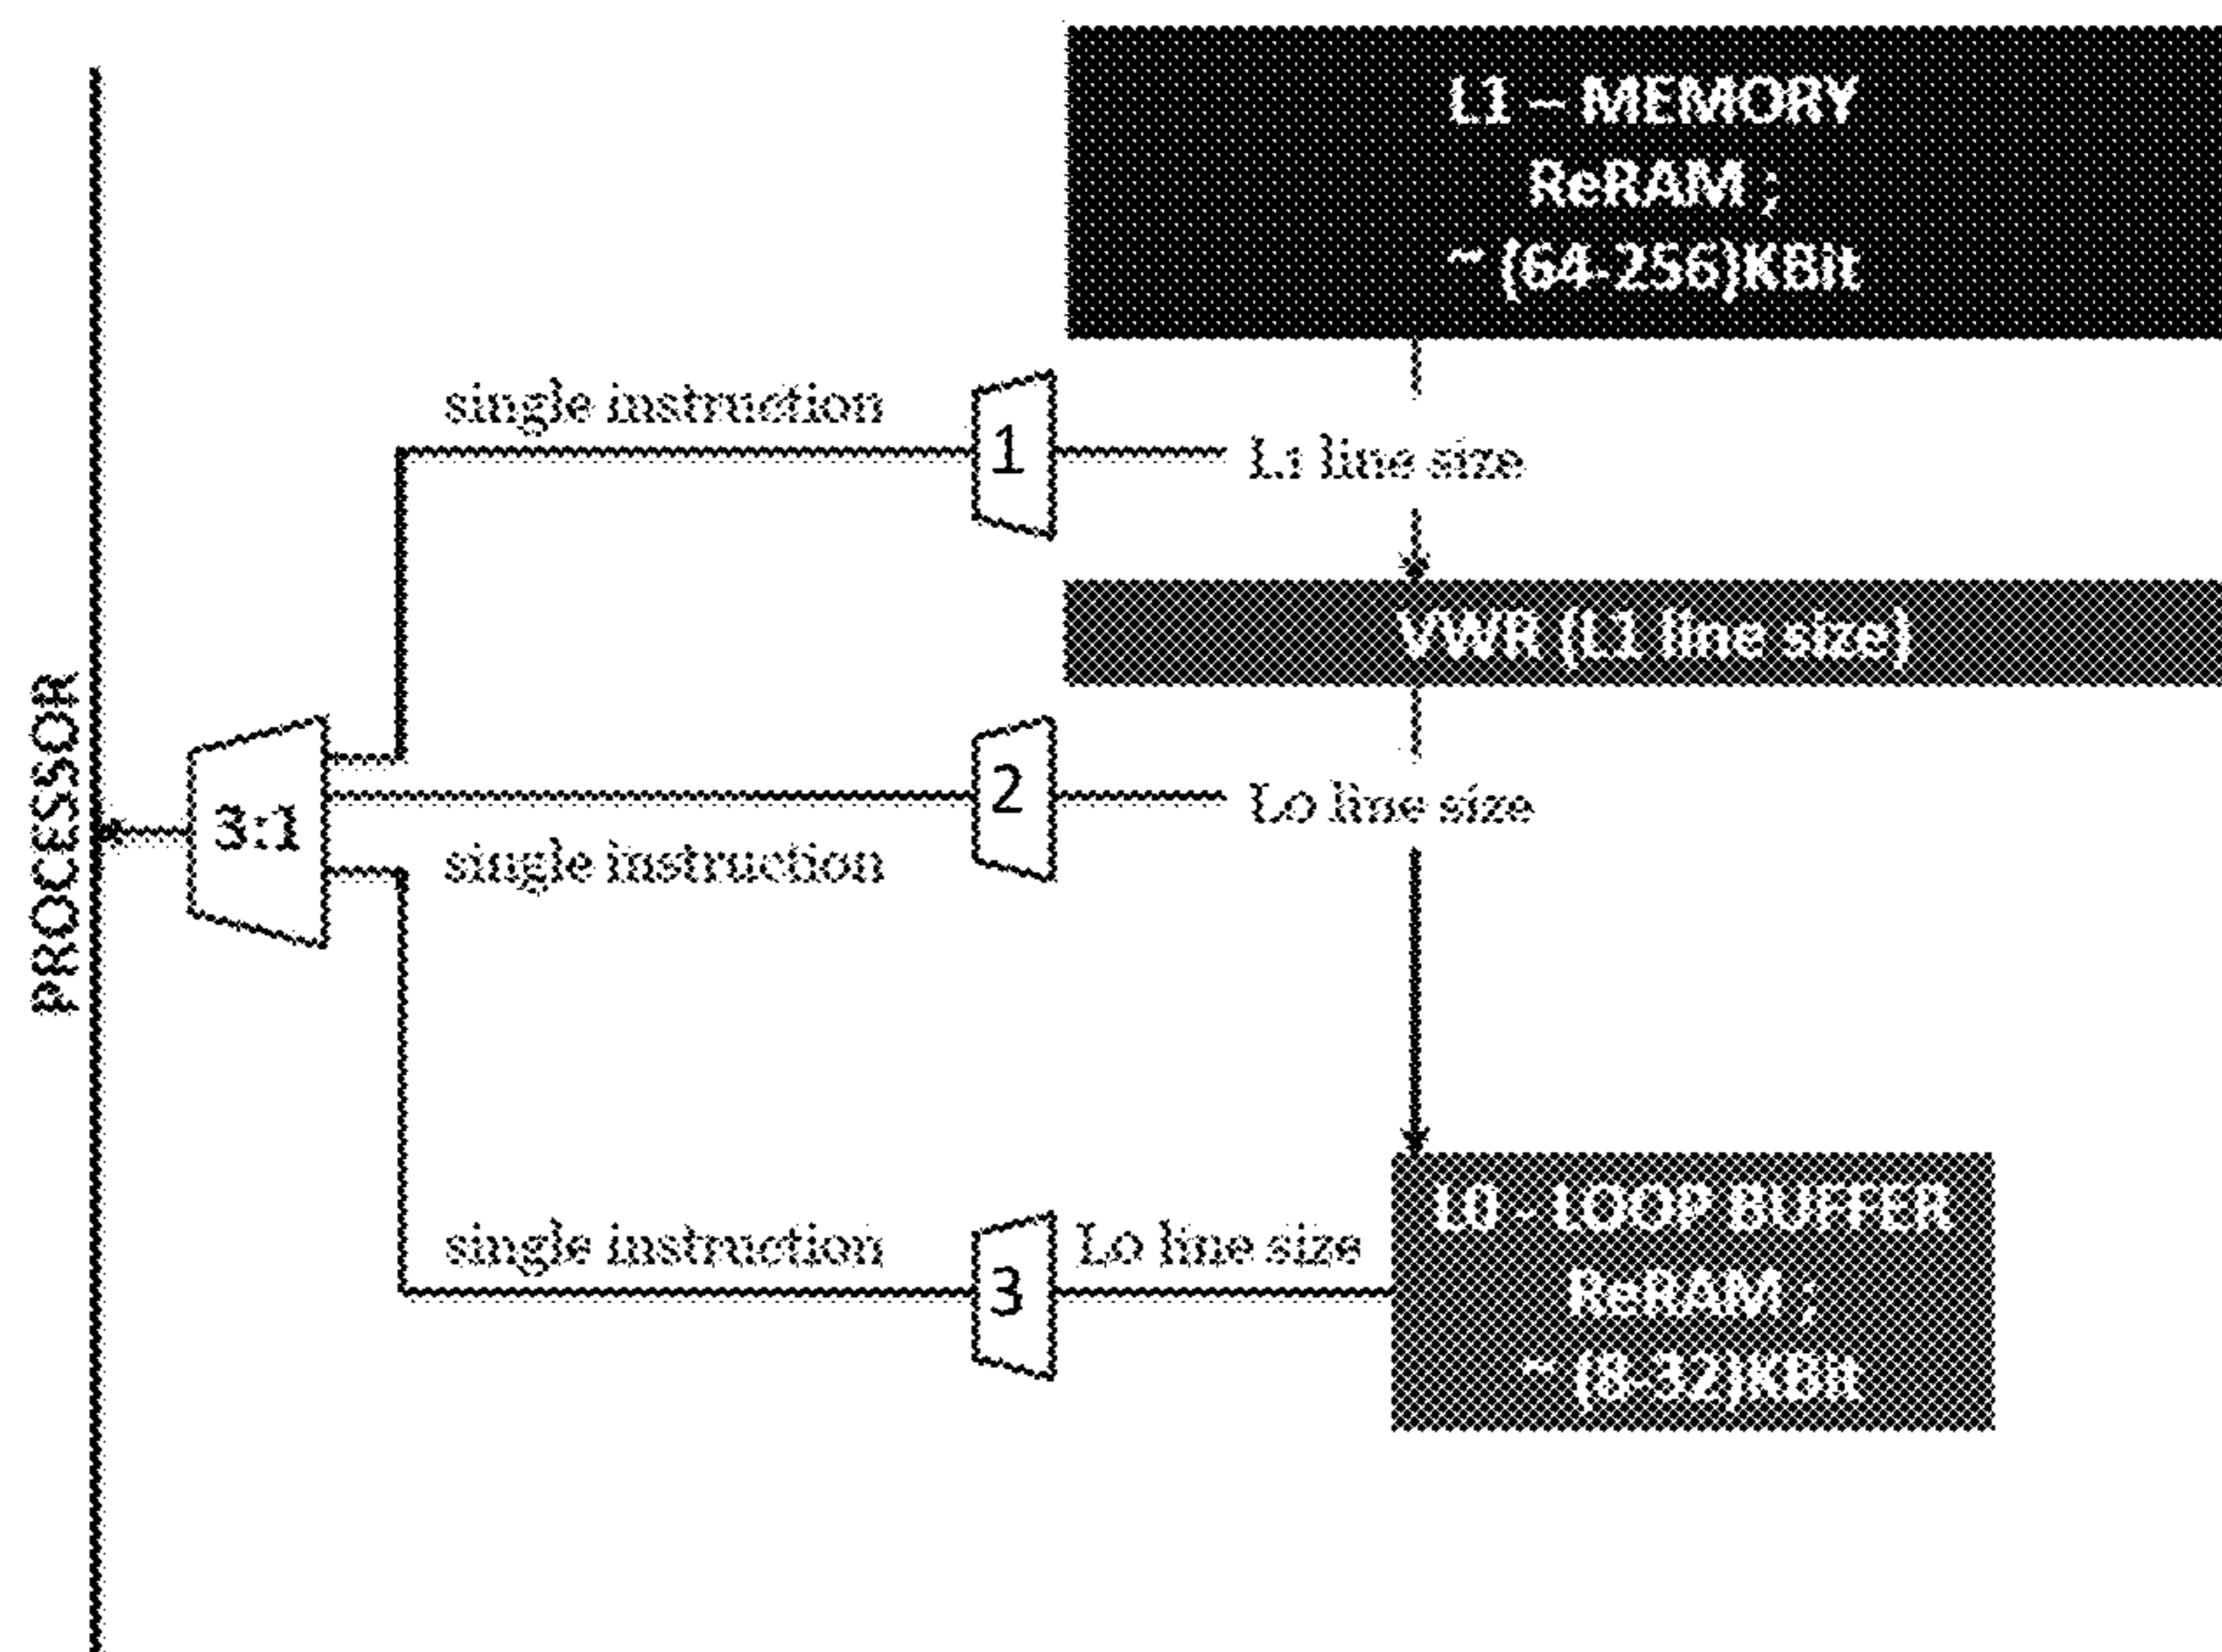 L1 – MEMORY
ReRAM ;
~ (64-256)KBit
single instruction
1
L1 line size
VWR (L1 line size)
PROCESSOR
3:1
2
L0 line size
single instruction
single instruction
3
L0 line size
L0 - LOOP BUFFER
ReRAM ;
~ (8-32)KBit